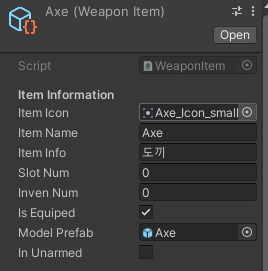 Axe (Weapon Item)
Open
Script WeaponItem
Item Information
Item Icon Axe_Icon_small
Item Name Axe
Item Info 도끼
Slot Num 0
Inven Num 0
Is Equiped
Model Prefab Axe
In Unarmed